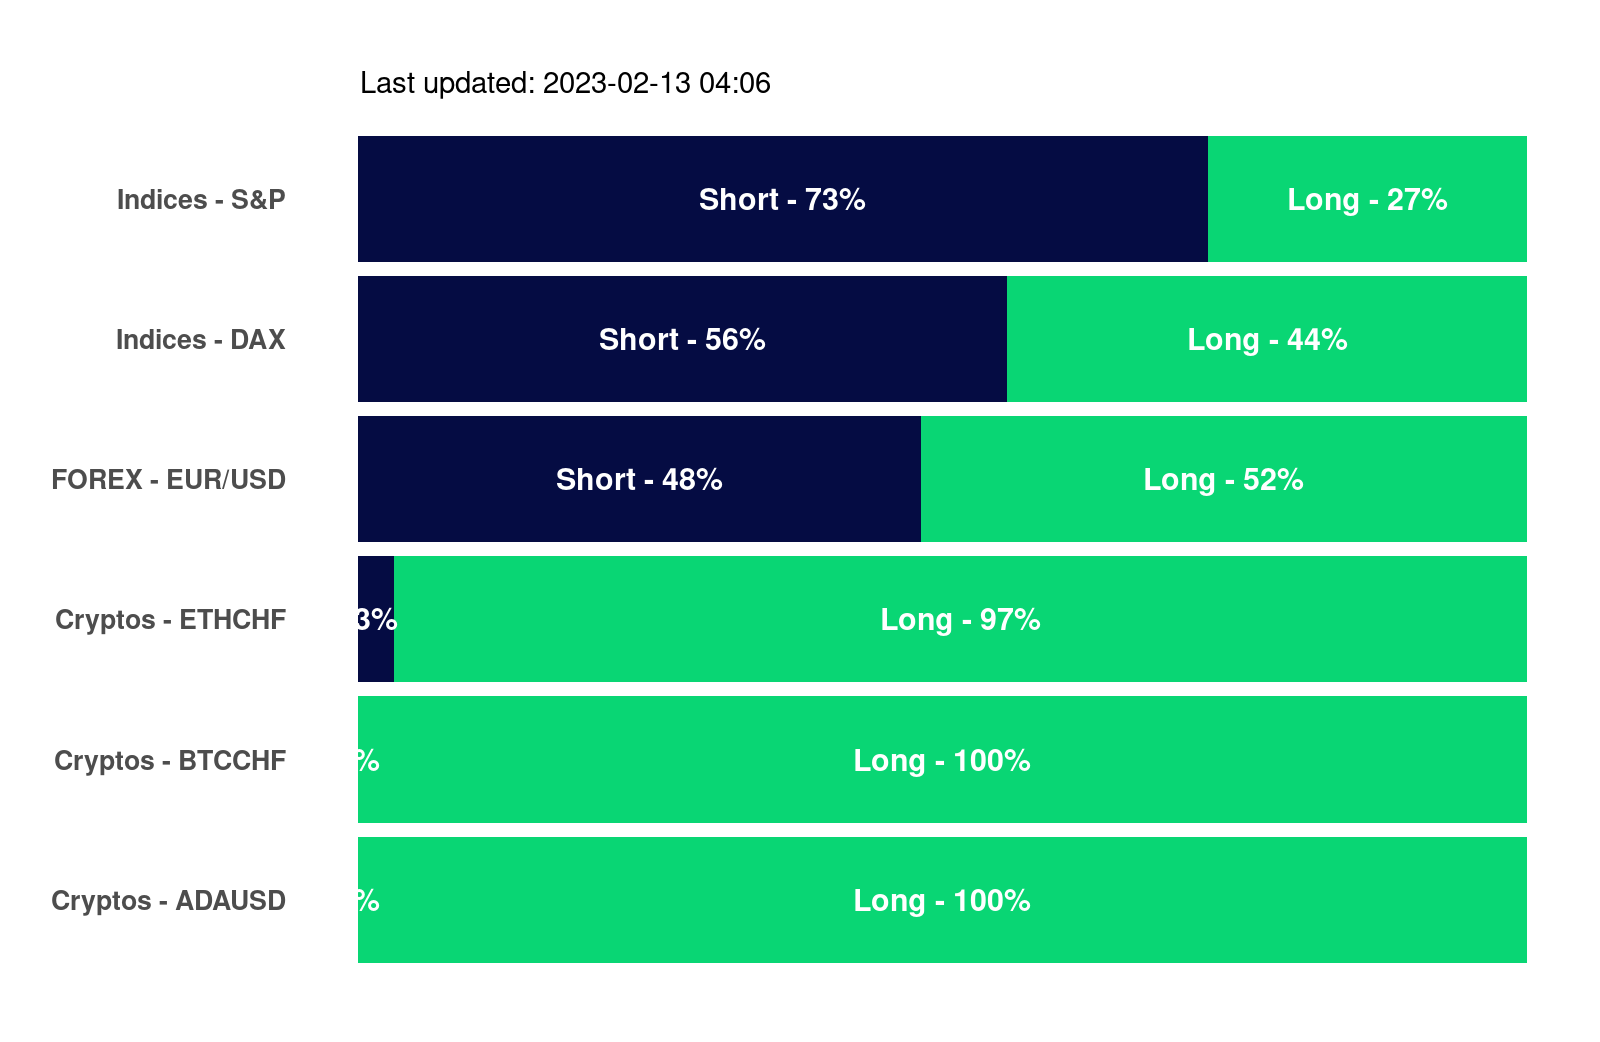 Last updated: 2023-02-13 04:06
Indices - S&P Short - 73% Long - 27%
Indices - DAX Short - 56% Long - 44%
FOREX - EUR/USD Short - 48% Long - 52%
Cryptos - ETHCHF 3% Long - 97%
Cryptos - BTCCHF % Long - 100%
Cryptos - ADAUSD % Long - 100%